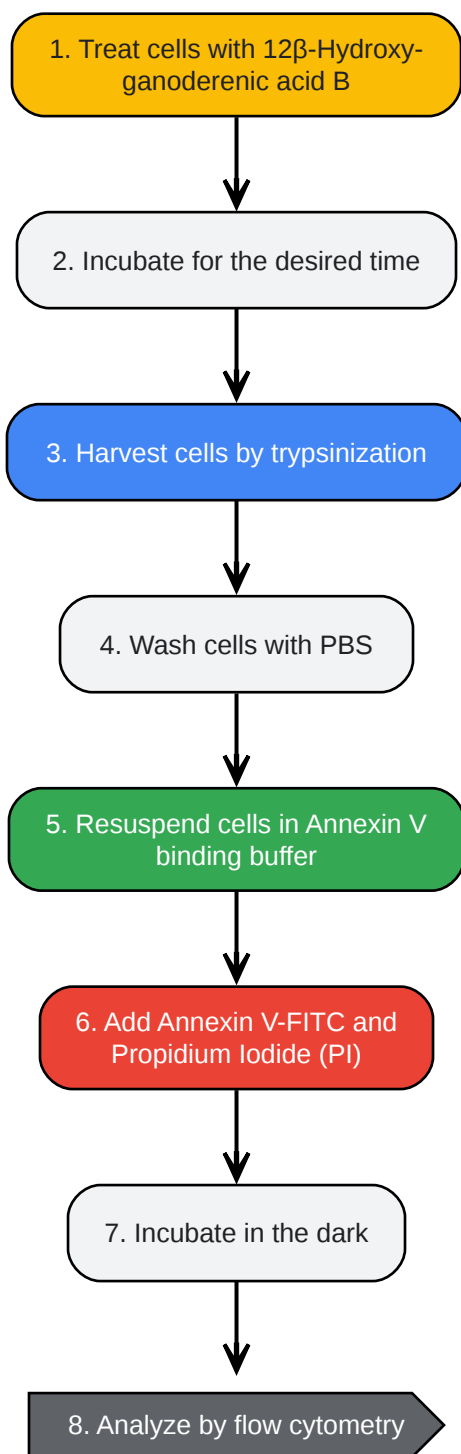 1. Treat cells with 12β-Hydroxy-
ganoderenic acid B
2. Incubate for the desired time
3. Harvest cells by trypsinization
4. Wash cells with PBS
5. Resuspend cells in Annexin V
binding buffer
6. Add Annexin V-FITC and
Propidium Iodide (PI)
7. Incubate in the dark
8. Analyze by flow cytometry